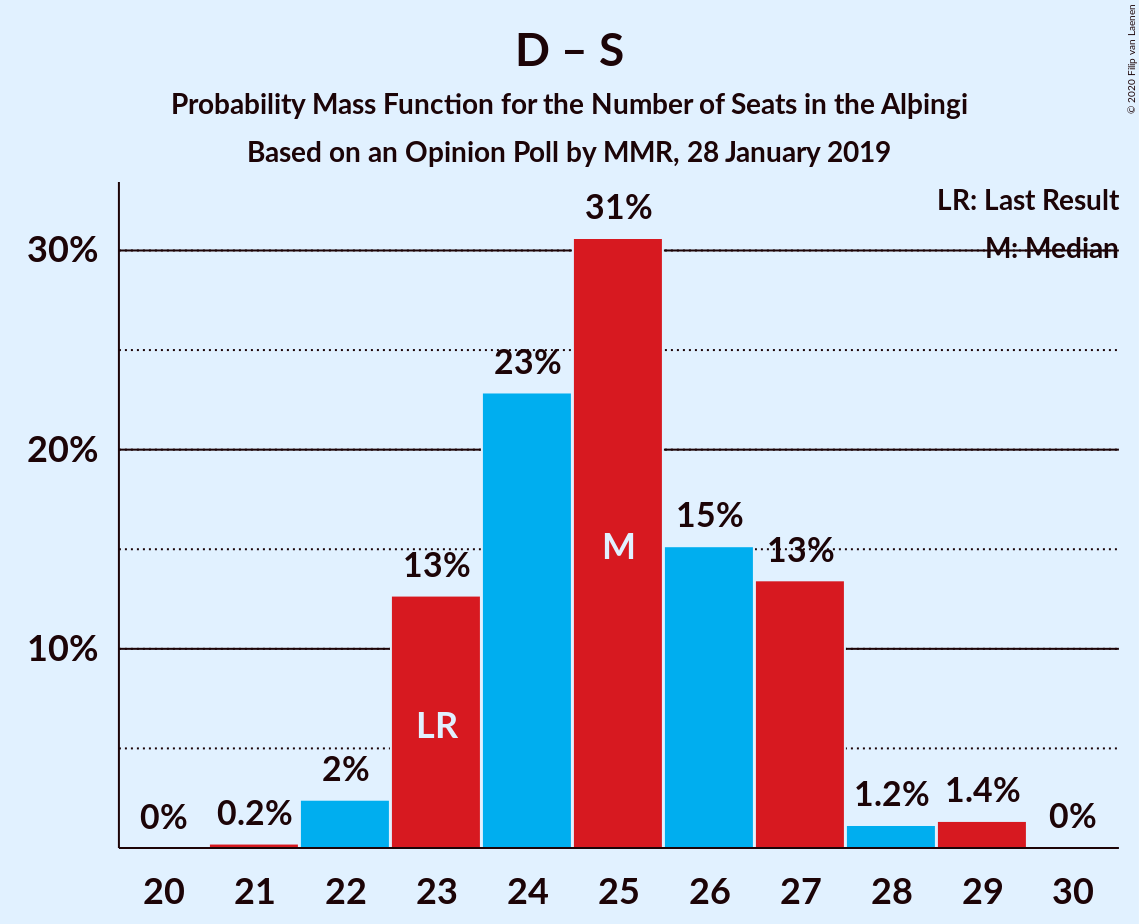 D – S
Probability Mass Function for the Number of Seats in the Alþingi
Based on an Opinion Poll by MMR, 28 January 2019
© 2020 Filip van Laenen
LR: Last Result
M: Median
30%
20%
10%
0%
0.2%
2%
13%
23%
31%
15%
13%
1.2%
1.4%
0%
LR
M
20 21 22 23 24 25 26 27 28 29 30